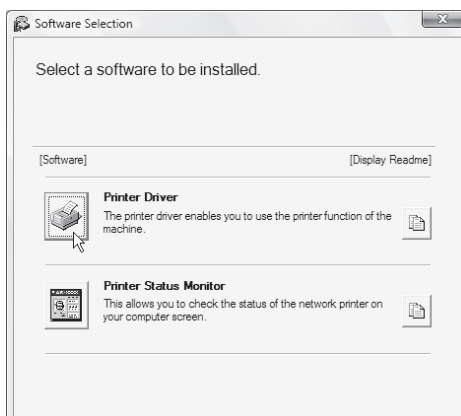 Software Selection
X
Select a software to be installed.
[Software] [Display Readme]
Printer Driver
The printer driver enables you to use the printer function of the
machine.
Printer Status Monitor
This allows you to check the status of the network printer on
your computer screen.